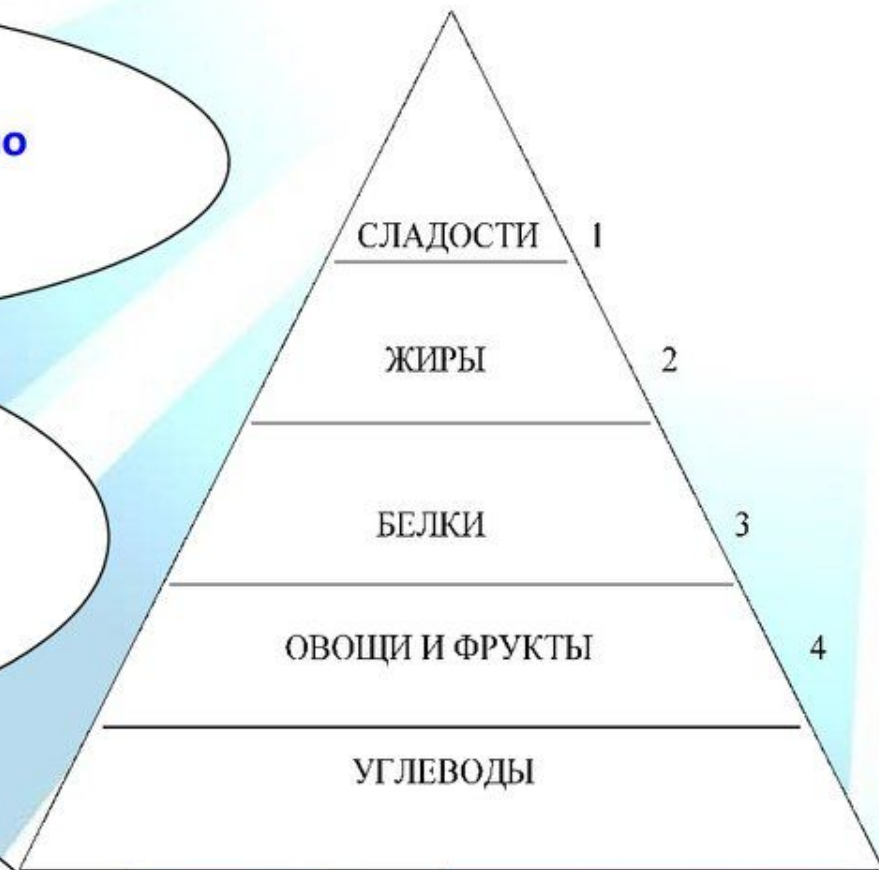 о
СЛАДОСТИ 1
ЖИРЫ 2
БЕЛКИ 3
ОВОЩИ И ФРУКТЫ 4
УГЛЕВОДЫ